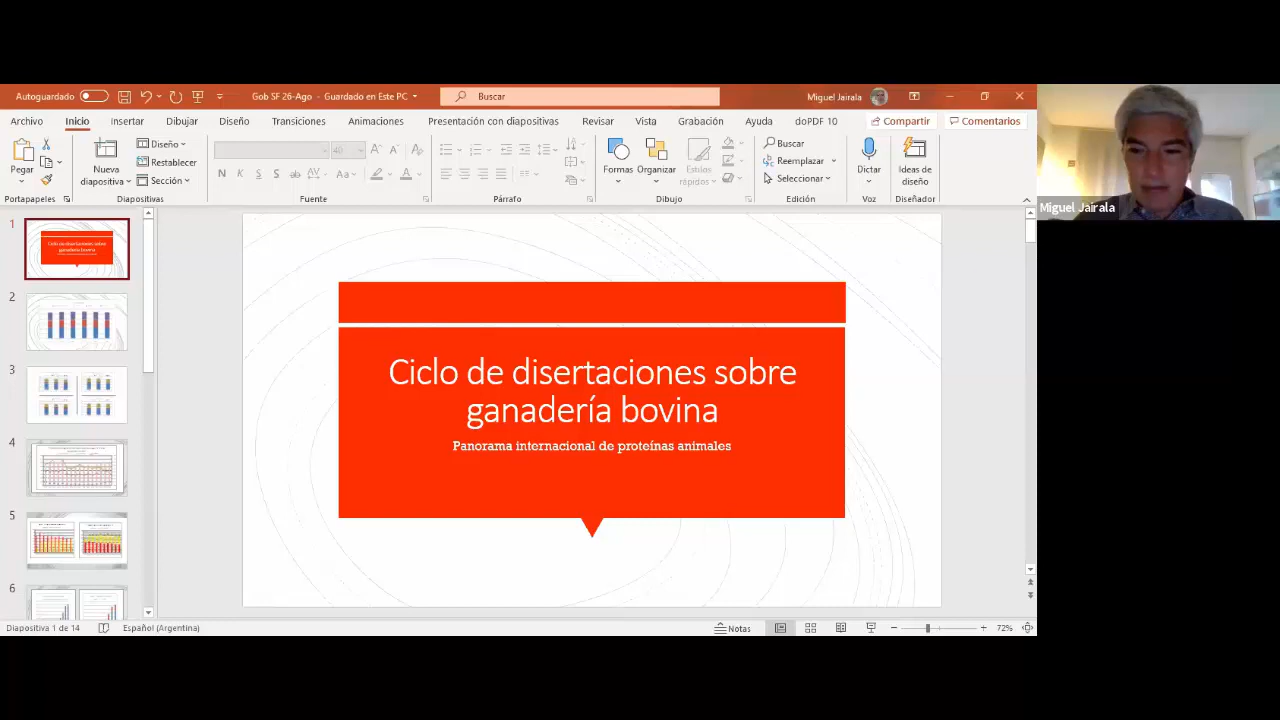 Autoguardado
Gob SF 26-Ago - Guardado en Este PC
Buscar
Miguel Jairala
Archivo Inicio Insertar Dibujar Diseño Transiciones Animaciones Presentación con diapositivas Revisar Vista Grabación Ayuda doPDF 10 Compartir Comentarios
Pegar
Nueva diapositiva
Diseño
Restablecer
Sección
40
N K S S ab AV Aa A
Formas
Organizar
Estilos rápidos
Buscar
Reemplazar
Seleccionar
Dictar
Ideas de diseño
Portapapeles Diapositivas Fuente Párrafo Dibujo Edición Voz Diseñador
Miguel Jairala
1
Ciclo de disertaciones sobre
ganadería bovina
2
3
4
5
6
Ciclo de disertaciones sobre
ganadería bovina
Panorama internacional de proteínas animales
Diapositiva 1 de 14 Español (Argentina) Notas 72%